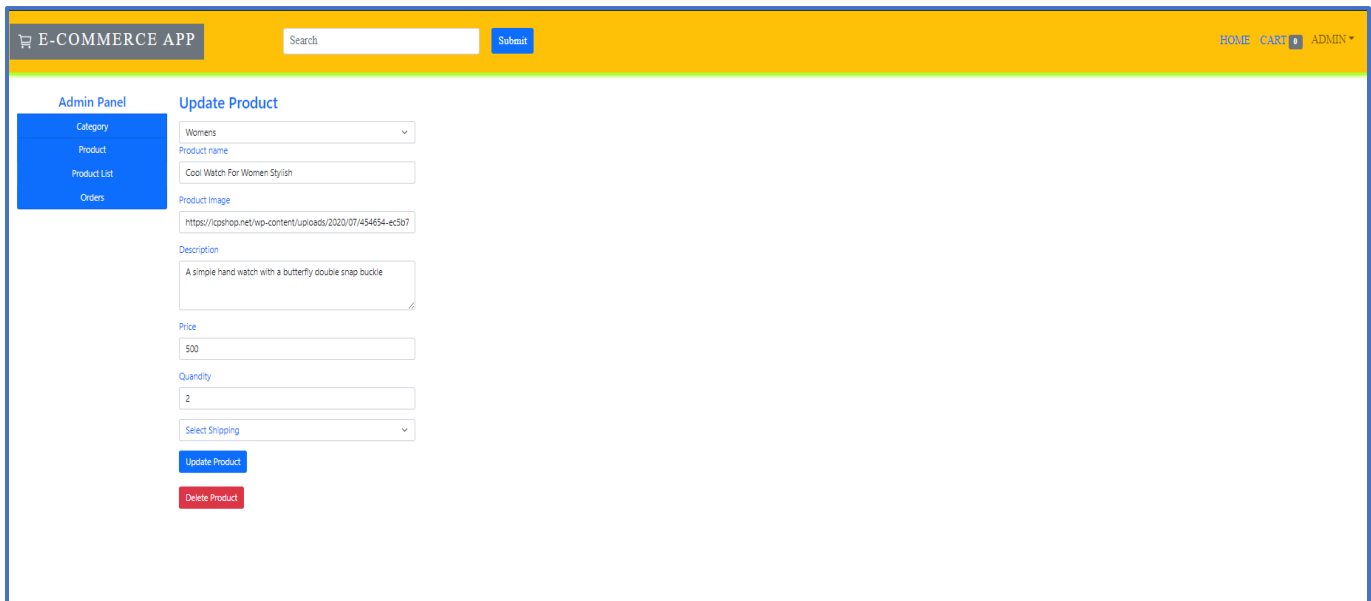 E-COMMERCE APP
Search
Submit
HOME CART 0 ADMIN
Admin Panel
Category
Product
Product List
Orders
Update Product
Womens
Product name
Cool Watch For Women Stylish
Product Image
https://icpshop.net/wp-content/uploads/2020/07/454654-ec5b7
Description
A simple hand watch with a butterfly double snap buckle
Price
500
Quandity
2
Select Shipping
Update Product
Delete Product